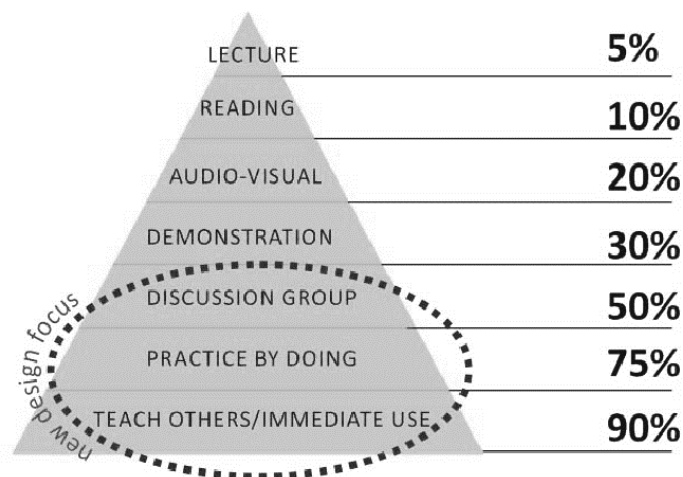 LECTURE 5%
READING 10%
AUDIO-VISUAL 20%
DEMONSTRATION 30%
DISCUSSION GROUP 50%
PRACTICE BY DOING 75%
TEACH OTHERS/IMMEDIATE USE 90%
new design focus